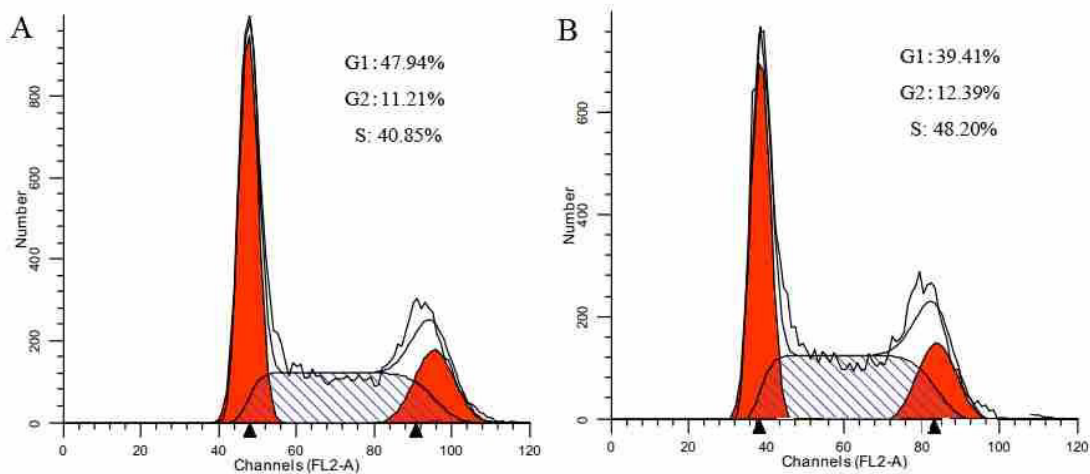 A
G1: 47.94%
G2: 11.21%
S: 40.85%
Number
0
200
400
600
800
0 20 40 60 80 100 120
Channels (FL2-A)
B
G1: 39.41%
G2: 12.39%
S: 48.20%
Number
0
200
400
600
0 20 40 60 80 100 120
Channels (FL2-A)